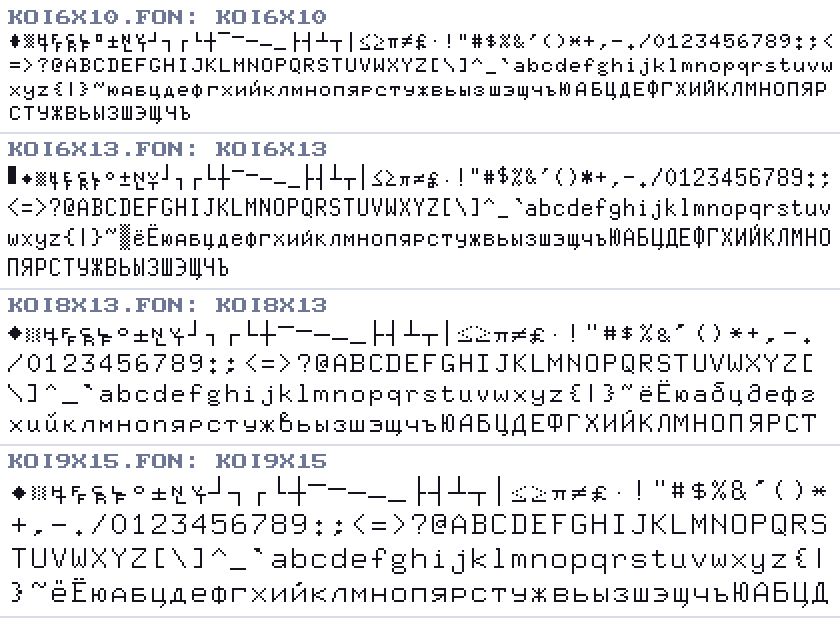 KOI6X10.FON: KOI6X10
◆▒␉␌␍␊°±␤␋┘┐┌└┼⎺⎻─⎼⎽├┤┴┬│≤≥π≠£· !"#$%&´()*+,-./0123456789:;<
=>?@ABCDEFGHIJKLMNOPQRSTUVWXYZ[\]^_`abcdefghijklmnopqrstuvw
xyz{|}~юабцдефгхийклмнопярстужвьызшэщчъЮАБЦДЕФГХИЙКЛМНОПЯР
СТУЖВЬЫЗШЭЩЧЪ
KOI6X13.FON: KOI6X13
█◆▒␉␌␍␊°±␤␋┘┐┌└┼⎺⎻─⎼⎽├┤┴┬│≤≥π≠£· !"#$%&´()*+,-./0123456789:;
<=>?@ABCDEFGHIJKLMNOPQRSTUVWXYZ[\]^_`abcdefghijklmnopqrstuv
wxyz{|}~▒ёЁюабцдефгхийклмнопярстужвьызшэщчъЮАБЦДЕФГХИЙКЛМНО
ПЯРСТУЖВЬЫЗШЭЩЧЪ
KOI8X13.FON: KOI8X13
◆▒␉␌␍␊°±␤␋┘┐┌└┼⎺⎻─⎼⎽├┤┴┬│≤≥π≠£· !"#$%&´()*+,-.
/0123456789:;<=>?@ABCDEFGHIJKLMNOPQRSTUVWXYZ[
\]^_`abcdefghijklmnopqrstuvwxyz{|}~ёЁюабцдефг
хийклмнопярстужвьызшэщчъЮАБЦДЕФГХИЙКЛМНОПЯРСТ
KOI9X15.FON: KOI9X15
◆▒␉␌␍␊°±␤␋┘┐┌└┼⎺⎻─⎼⎽├┤┴┬│≤≥π≠£· !"#$%&´()*
+,-./0123456789:;<=>?@ABCDEFGHIJKLMNOPQRS
TUVWXYZ[\]^_`abcdefghijklmnopqrstuvwxyz{|
}~ёЁюабцдефгхийклмнопярстужвьызшэщчъЮАБЦД